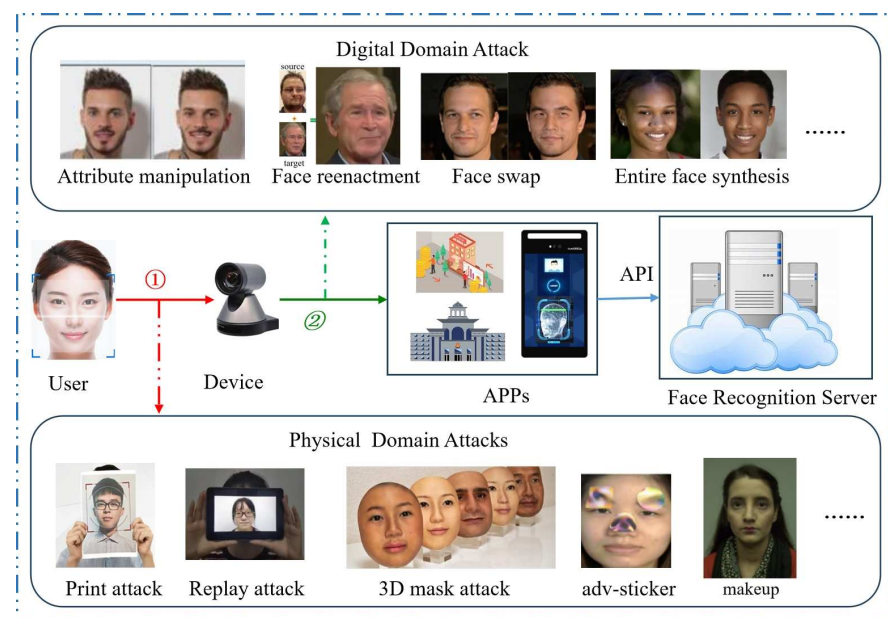 Digital Domain Attack
source
target
Attribute manipulation
Face reenactment
Face swap
Entire face synthesis
......
①
②
API
User
Device
APPs
Face Recognition Server
Physical Domain Attacks
......
Print attack
Replay attack
3D mask attack
adv-sticker
makeup